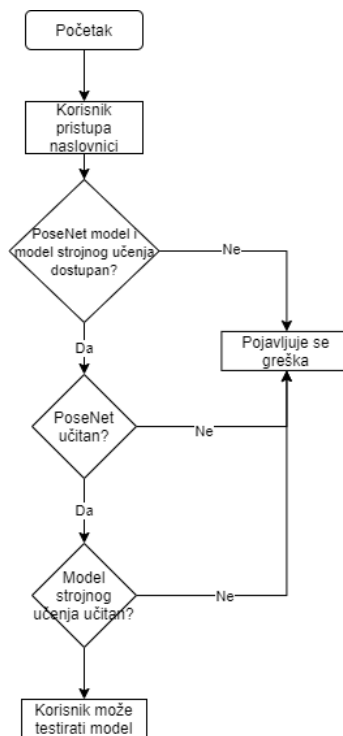 Početak
Korisnik
pristupa
naslovnici
PoseNet model i
model strojnog učenja
dostupan?
Ne
Da
Pojavljuje se
greška
PoseNet
učitan?
Ne
Da
Model
strojnog
učenja učitan?
Ne
Korisnik može
testirati model